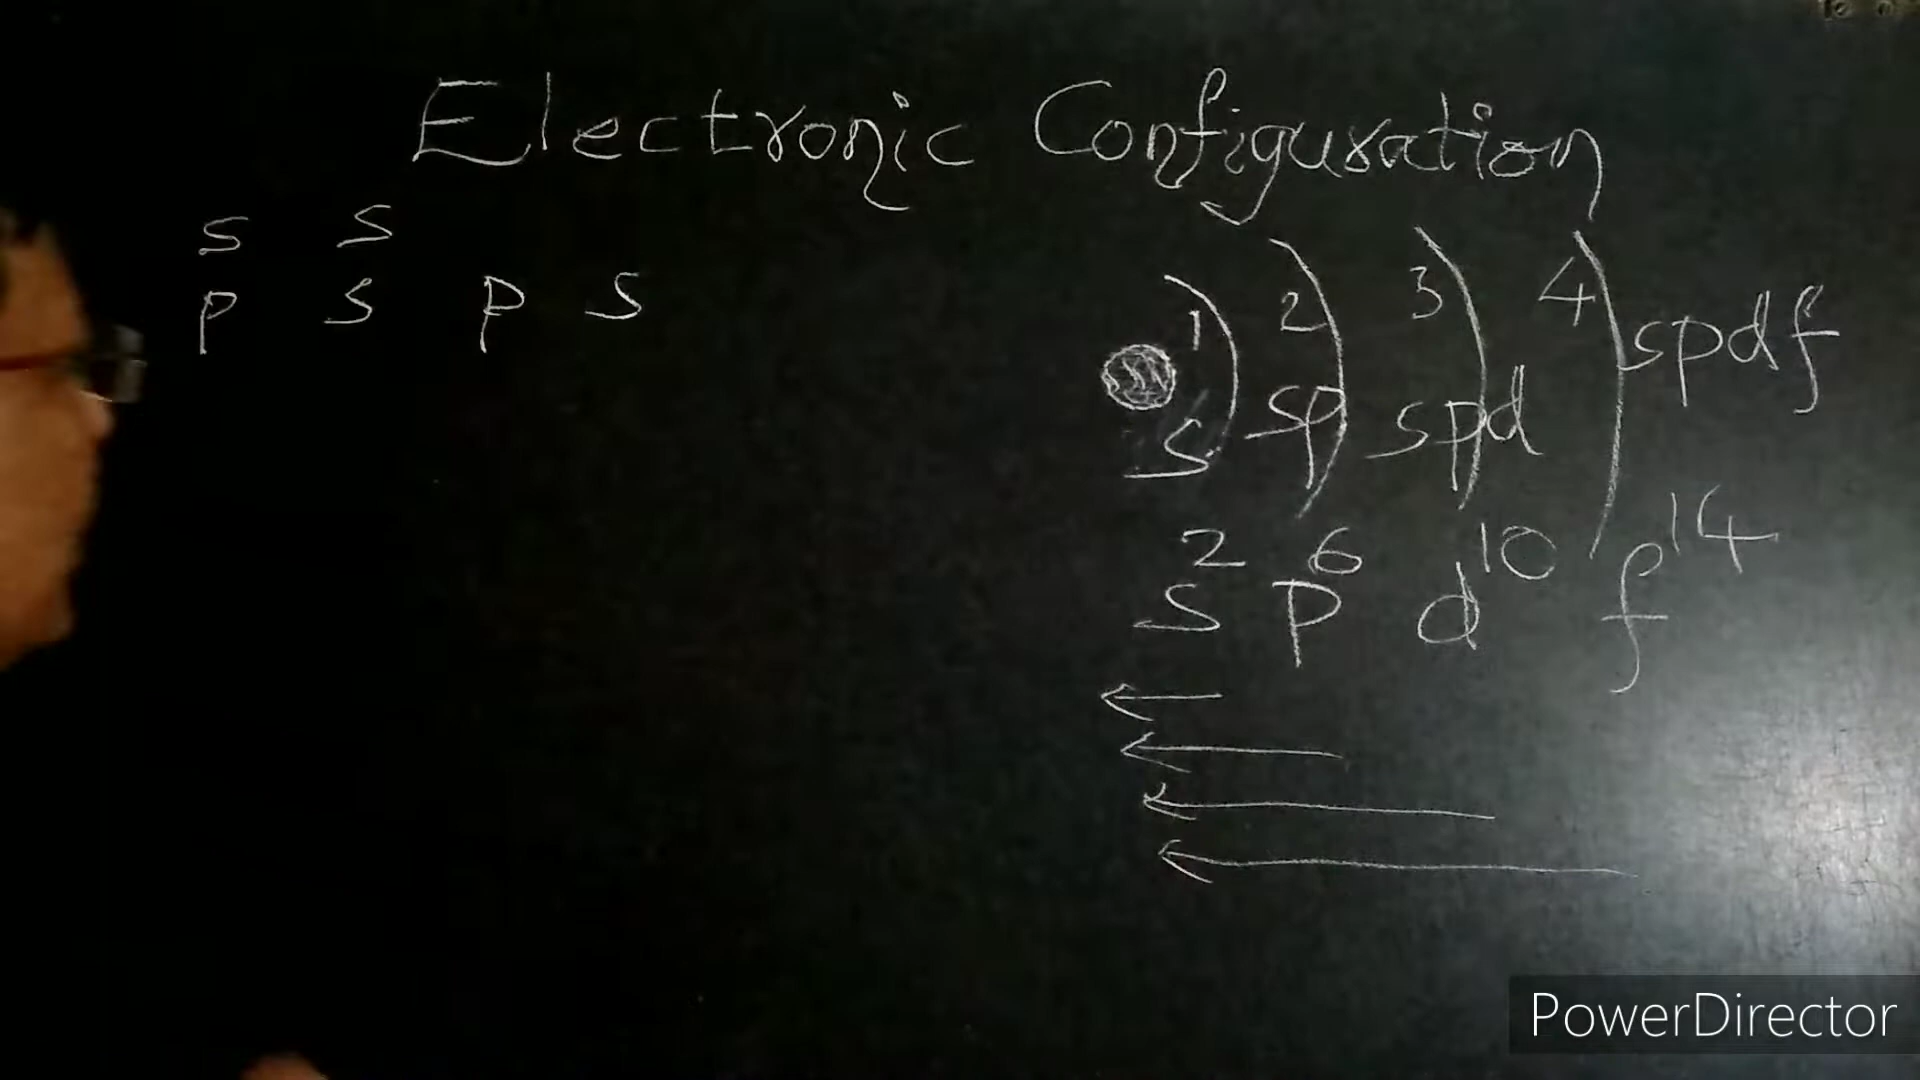 Electronic Configuration
s s
p s p s
1 2 3 4
s sp spd spdf
s² p⁶ d¹⁰ f¹⁴
PowerDirector